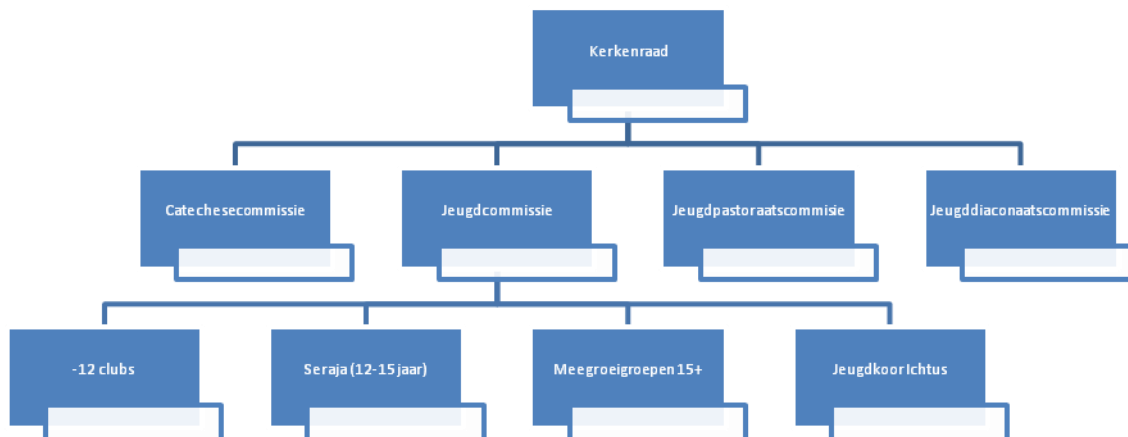 Kerkenraad
Catechesecommissie
Jeugdcommissie
Jeugdpastoraatscommisie
Jeugddiaconaatscommissie
-12 clubs
Seraja (12-15 jaar)
Meegroeigroepen 15+
Jeugdkoor Ichtus